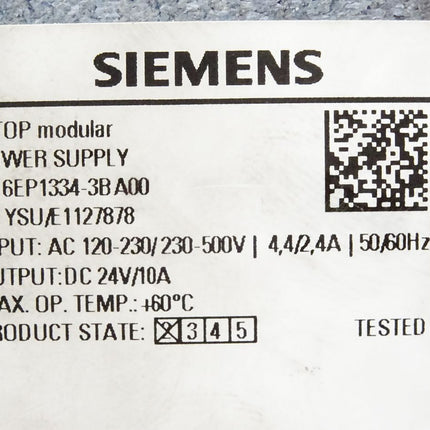 SIEMENS
TOP modular
WER SUPPLY
6EP1334-3BA00
YSU/E1127878
PUT: AC 120-230/230-500V | 4,4/2,4A | 50/60Hz
UTPUT:DC 24V/10A
AX. OP. TEMP.: +60°C
RODUCT STATE: X 3 4 5 TESTED